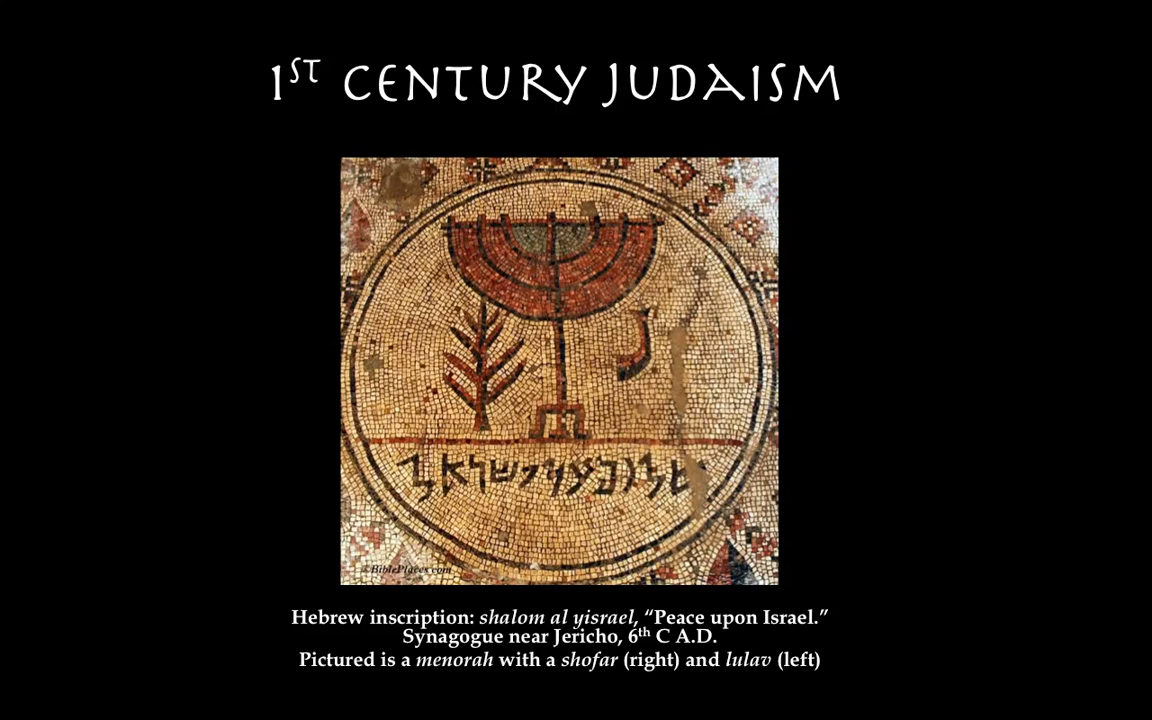 1ST CENTURY JUDAISM
שלום על ישראל
©BiblePlaces.com
Hebrew inscription: shalom al yisrael, “Peace upon Israel.”
Synagogue near Jericho, 6th C A.D.
Pictured is a menorah with a shofar (right) and lulav (left)